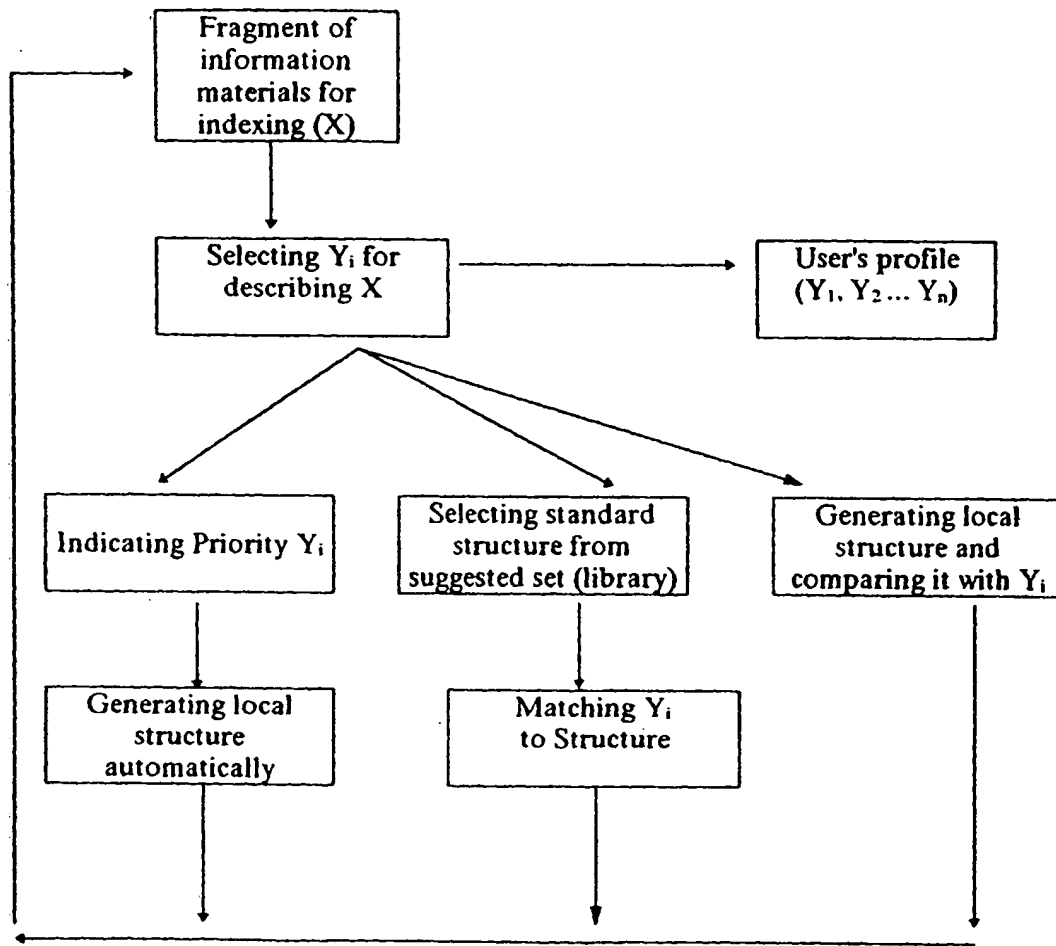 Fragment of
information
materials for
indexing (X)
Selecting Yᵢ for
describing X
User's profile
(Y₁, Y₂ ... Yₙ)
Indicating Priority Yᵢ
Selecting standard
structure from
suggested set (library)
Generating local
structure and
comparing it with Yᵢ
Generating local
structure
automatically
Matching Yᵢ
to Structure